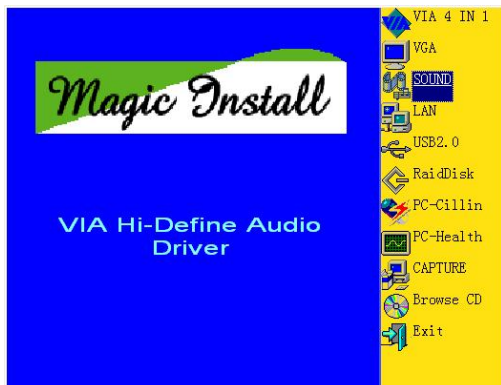 Magic Install
VIA Hi-Define Audio
Driver
VIA 4 IN 1
VGA
SOUND
LAN
USB2.0
RaidDisk
PC-Cillin
PC-Health
CAPTURE
Browse CD
Exit